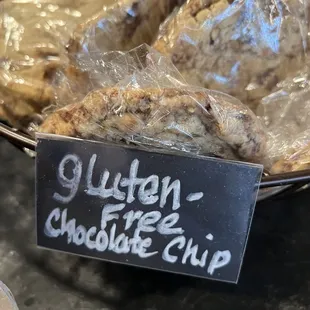 gluten-
Free
Chocolate Chip